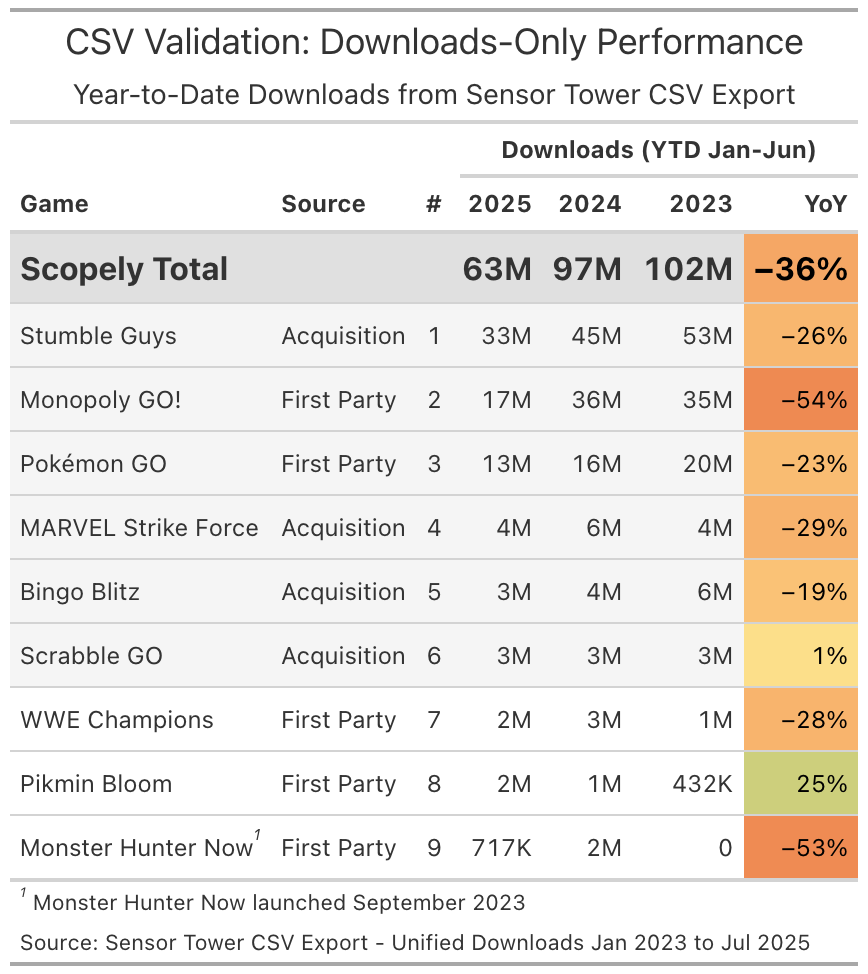 CSV Validation: Downloads-Only Performance
Year-to-Date Downloads from Sensor Tower CSV Export
Downloads (YTD Jan-Jun)
Game Source # 2025 2024 2023 YoY
Scopely Total 63M 97M 102M −36%
Stumble Guys Acquisition 1 33M 45M 53M −26%
Monopoly GO! First Party 2 17M 36M 35M −54%
Pokémon GO First Party 3 13M 16M 20M −23%
MARVEL Strike Force Acquisition 4 4M 6M 4M −29%
Bingo Blitz Acquisition 5 3M 4M 6M −19%
Scrabble GO Acquisition 6 3M 3M 3M 1%
WWE Champions First Party 7 2M 3M 1M −28%
Pikmin Bloom First Party 8 2M 1M 432K 25%
Monster Hunter Now1 First Party 9 717K 2M 0 −53%
1 Monster Hunter Now launched September 2023
Source: Sensor Tower CSV Export - Unified Downloads Jan 2023 to Jul 2025